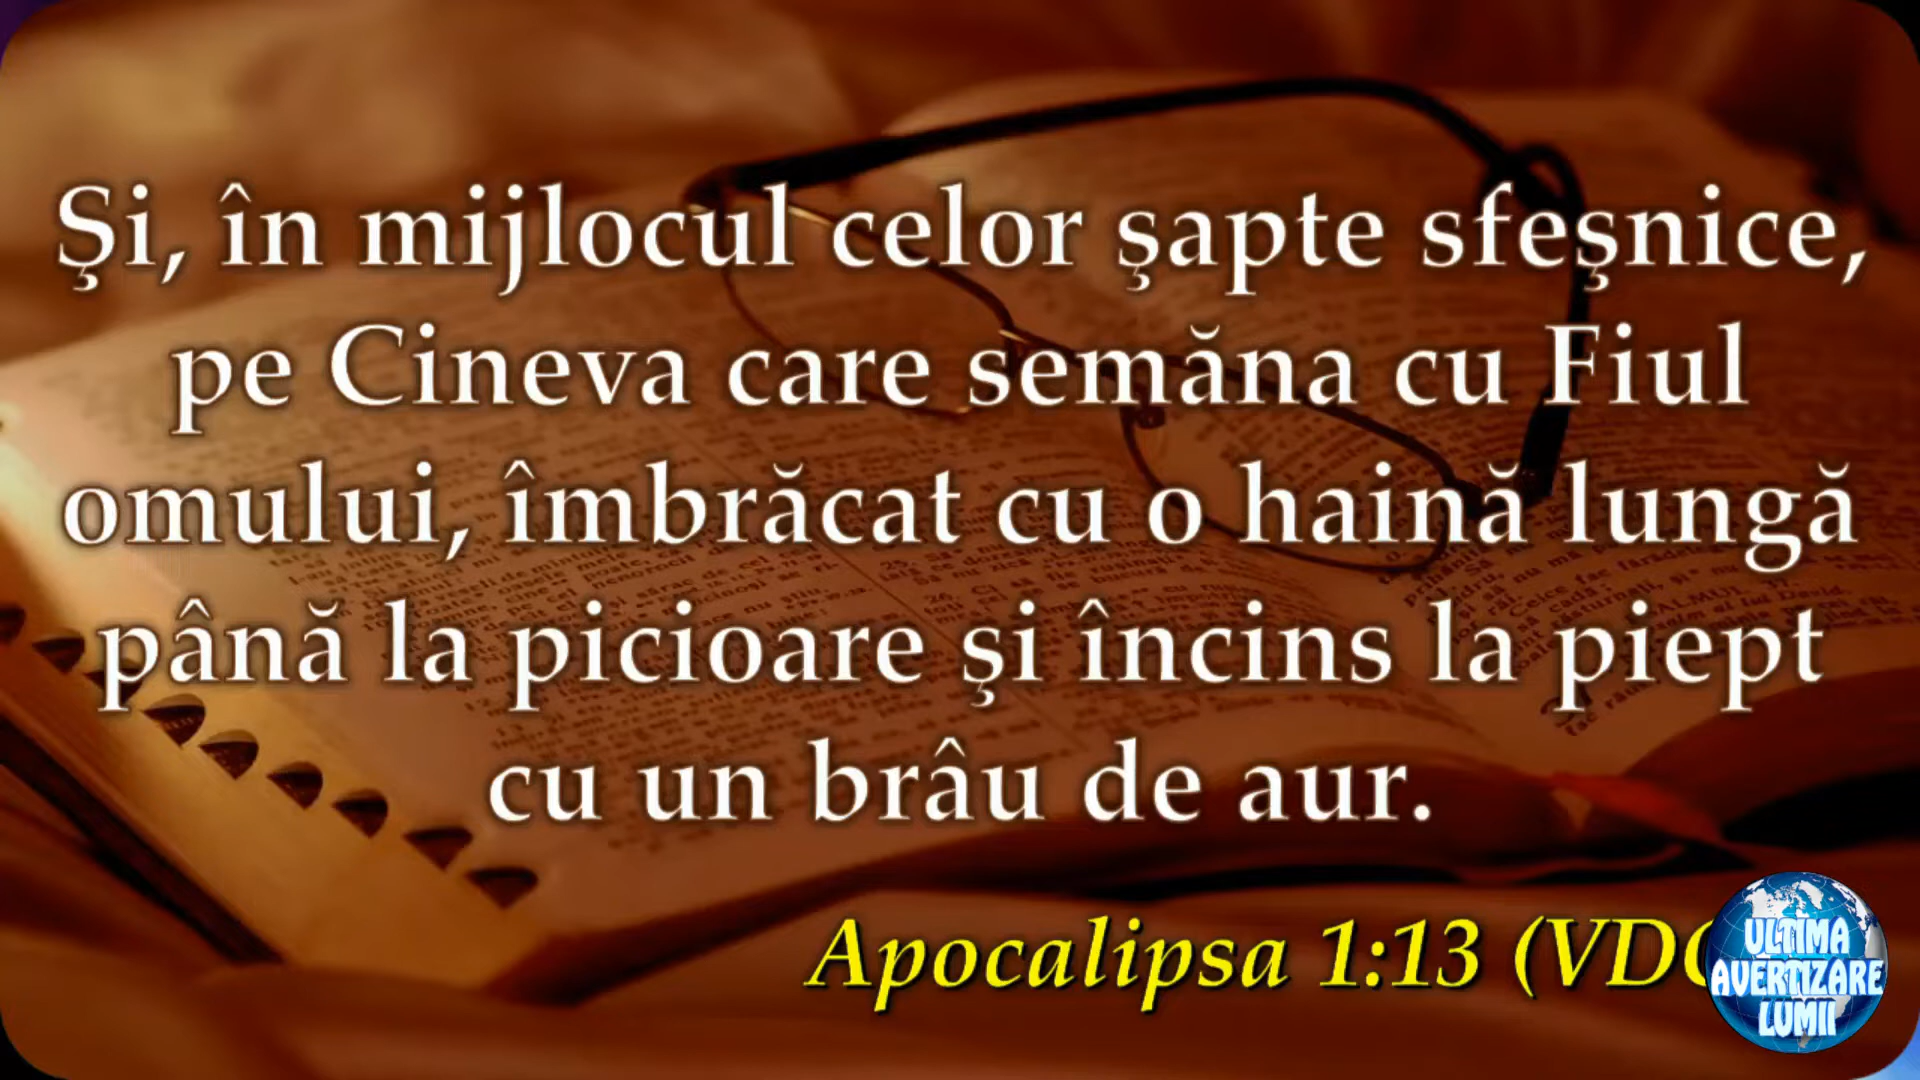 Şi, în mijlocul celor şapte sfeşnice,
pe Cineva care semăna cu Fiul
omului, îmbrăcat cu o haină lungă
până la picioare şi încins la piept
cu un brâu de aur.
Apocalipsa 1:13
ULTIMA
AVERTIZARE
LUMII